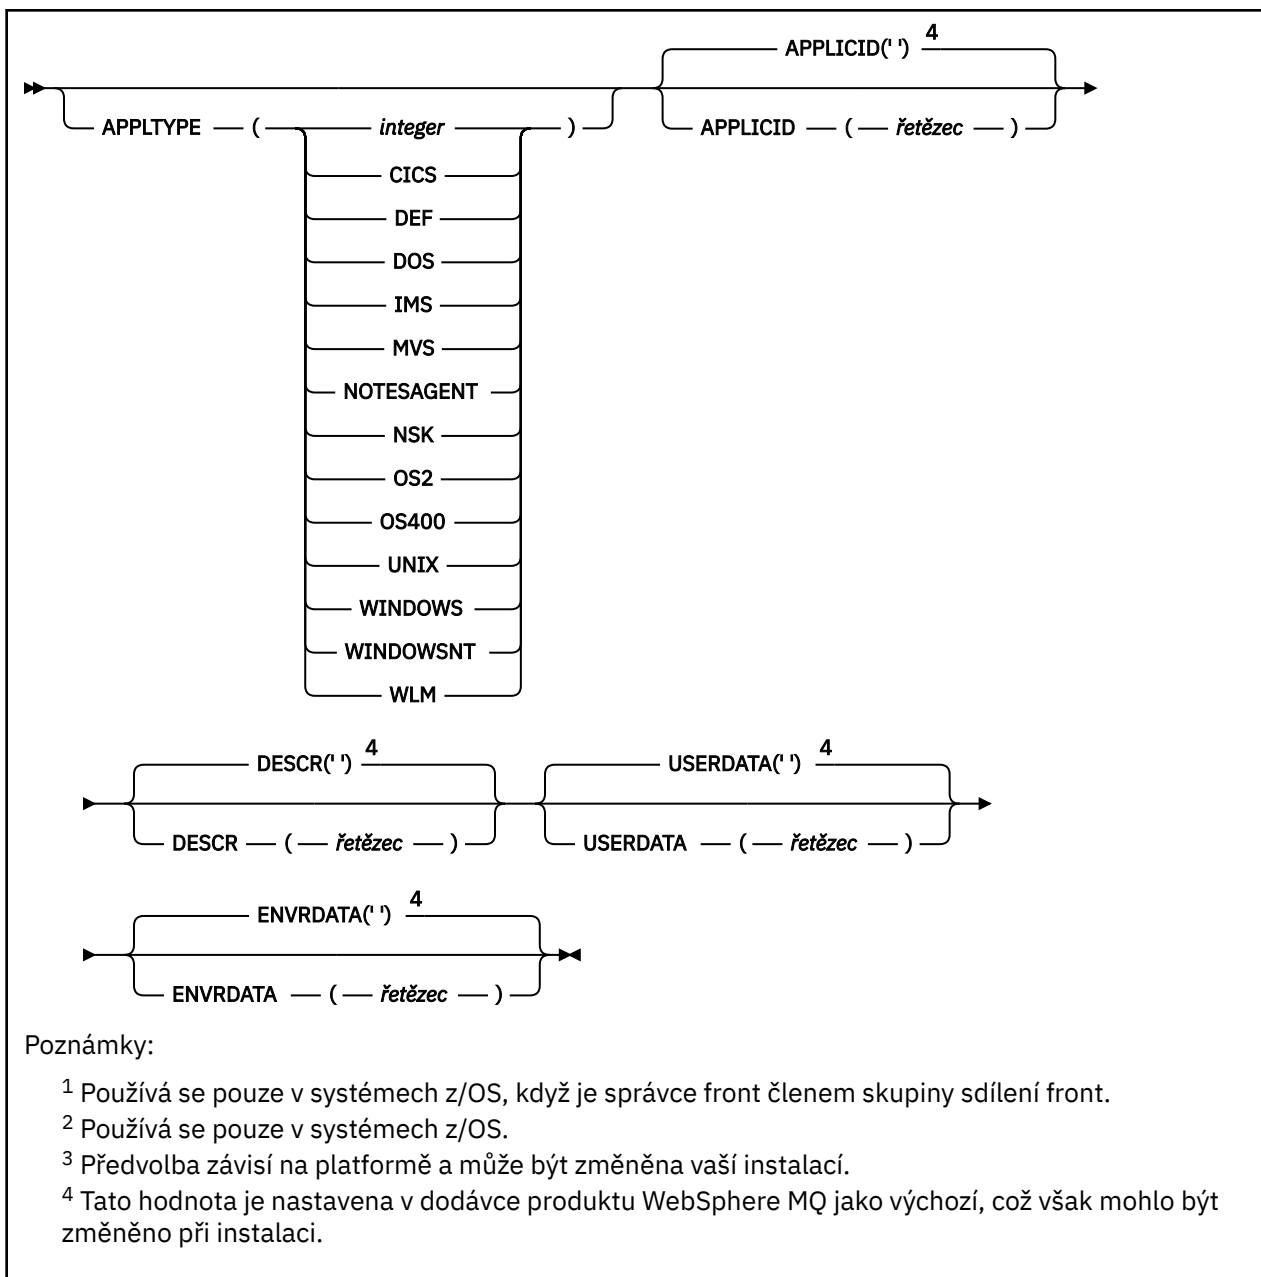 APPLICID(' ') 4
APPLTYPE ( integer ) APPLICID ( řetězec )
CICS
DEF
DOS
IMS
MVS
NOTESAGENT
NSK
OS2
OS400
UNIX
WINDOWS
WINDOWSNT
WLM
DESCR(' ') 4 USERDATA(' ') 4
DESCR ( řetězec ) USERDATA ( řetězec )
ENVRDATA(' ') 4
ENVRDATA ( řetězec )
Poznámky:
1 Používá se pouze v systémech z/OS, když je správce front členem skupiny sdílení front.
2 Používá se pouze v systémech z/OS.
3 Předvolba závisí na platformě a může být změněna vaší instalací.
4 Tato hodnota je nastavena v dodávce produktu WebSphere MQ jako výchozí, což však mohlo být
změněno při instalaci.